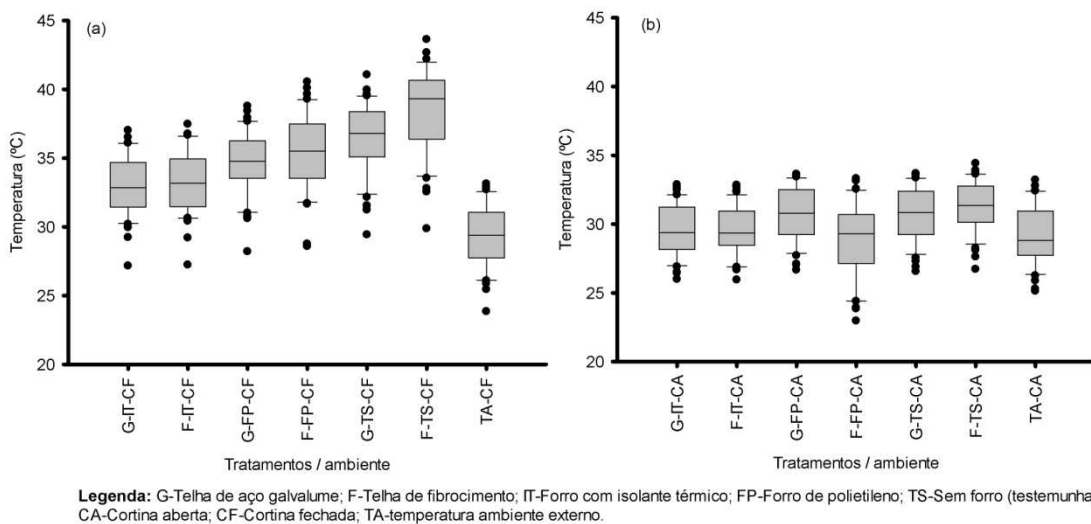 (a)
45
40
35
30
25
20
Temperatura (ºC)
G-IT-CF
F-IT-CF
G-FP-CF
F-FP-CF
G-TS-CF
F-TS-CF
TA-CF
Tratamentos / ambiente
(b)
45
40
35
30
25
20
Temperatura (ºC)
G-IT-CA
F-IT-CA
G-FP-CA
F-FP-CA
G-TS-CA
F-TS-CA
TA-CA
Tratamentos / ambiente
Legenda: G-Telha de aço galvalume; F-Telha de fibrocimento; IT-Forro com isolante térmico; FP-Forro de polietileno; TS-Sem forro (testemunha
CA-Cortina aberta; CF-Cortina fechada; TA-temperatura ambiente externo.